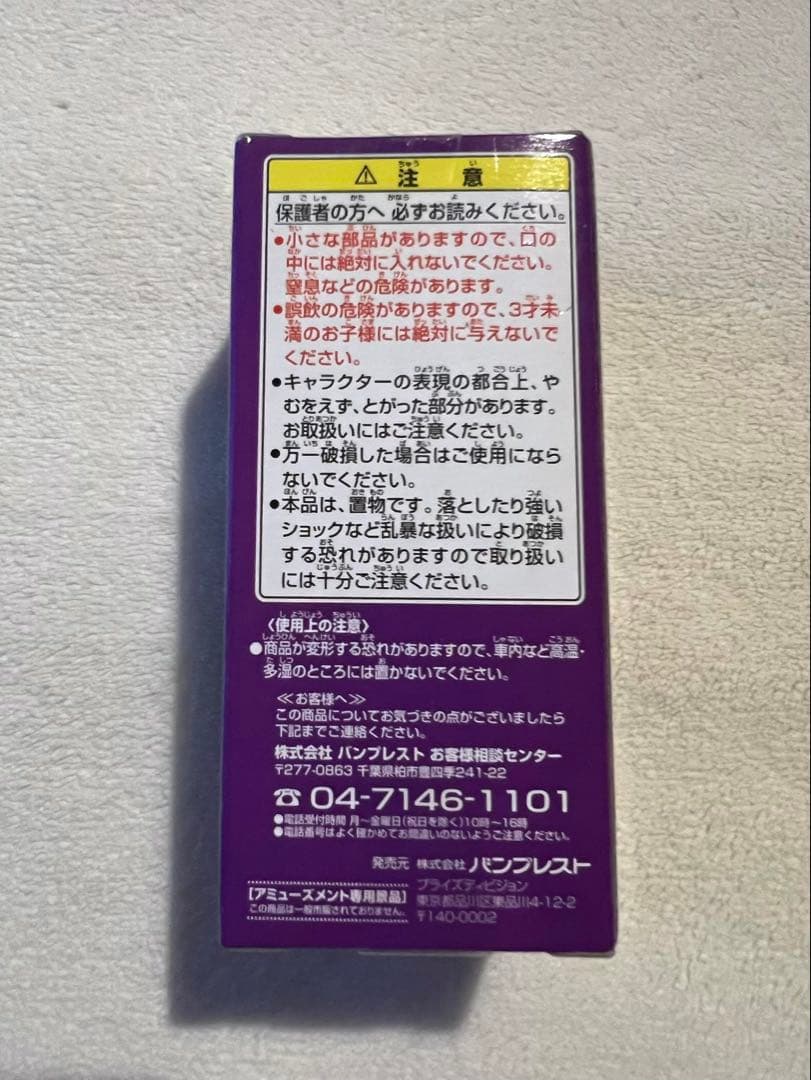 ⚠ 注意
保護者の方へ 必ずお読みください。
●小さな部品がありますので、口の
中には絶対に入れないでください。
窒息などの危険があります。
●誤飲の危険がありますので、3才未
満のお子様には絶対に与えないで
ください。
●キャラクターの表現の都合上、や
むをえず、とがった部分があります。
お取扱いにはご注意ください。
●万一破損した場合はご使用になら
ないでください。
●本品は、置物です。落としたり強い
ショックなど乱暴な扱いにより破損
する恐れがありますので取り扱い
には十分ご注意ください。
〈使用上の注意〉
●商品が変形する恐れがありますので、車内など高温・
多湿のところには置かないでください。
≪お客様へ≫
この商品についてお気づきの点がございましたら
下記までご連絡ください。
株式会社 バンプレスト お客様相談センター
〒277-0863 千葉県柏市豊四季241-22
☎ 04-7146-1101
●電話受付時間 月〜金曜日(祝日を除く)10時〜16時
●電話番号はよく確かめてお間違いのないようご注意ください。
発売元 株式会社 バンプレスト
プライズディビジョン
東京都品川区東品川4-12-2
〒140-0002
[アミューズメント専用景品]
この商品は一般市販されておりません。